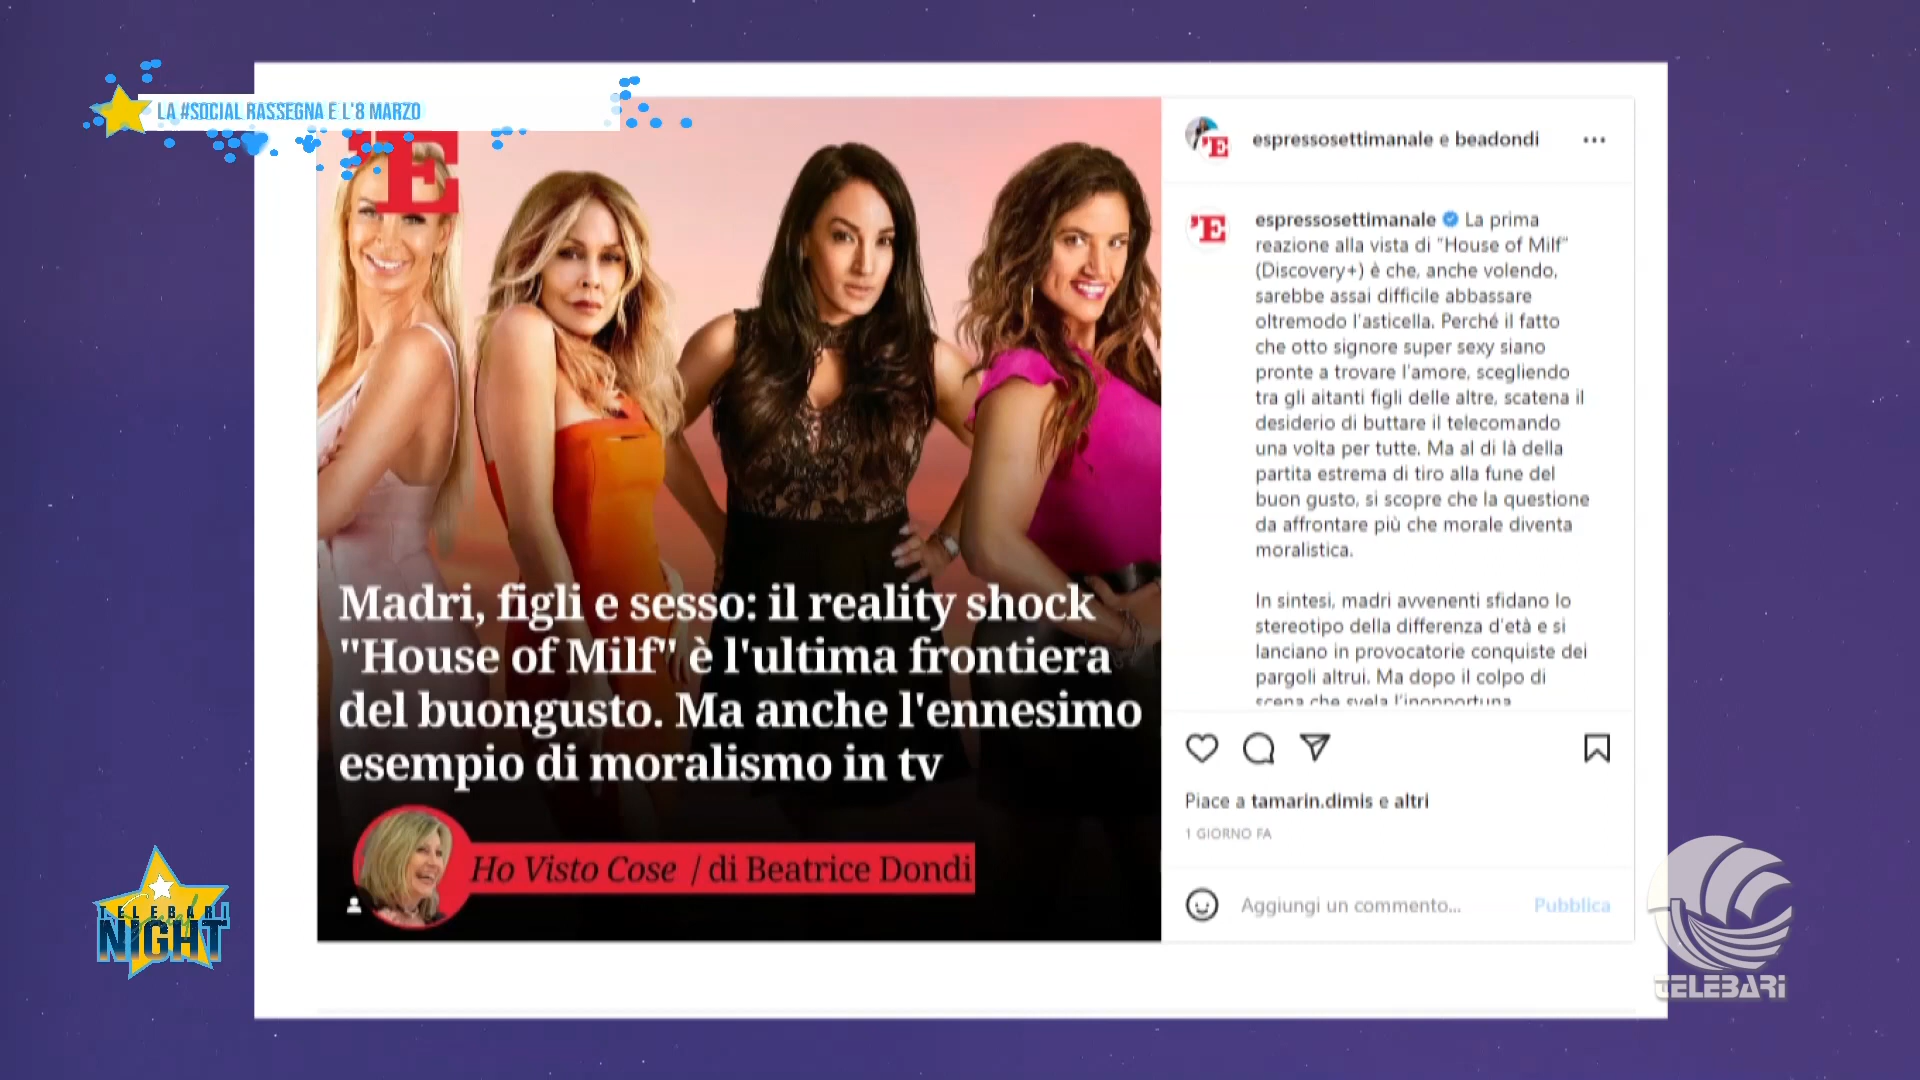 LA #SOCIAL RASSEGNA E L'8 MARZO
'E
Madri, figli e sesso: il reality shock
"House of Milf" è l'ultima frontiera
del buongusto. Ma anche l'ennesimo
esempio di moralismo in tv
Ho Visto Cose / di Beatrice Dondi
'E
espressosettimanale e beadondi
'E
espressosettimanale La prima
reazione alla vista di "House of Milf"
(Discovery+) è che, anche volendo,
sarebbe assai difficile abbassare
oltremodo l'asticella. Perché il fatto
che otto signore super sexy siano
pronte a trovare l'amore, scegliendo
tra gli aitanti figli delle altre, scatena il
desiderio di buttare il telecomando
una volta per tutte. Ma al di là della
partita estrema di tiro alla fune del
buon gusto, si scopre che la questione
da affrontare più che morale diventa
moralistica.
In sintesi, madri avvenenti sfidano lo
stereotipo della differenza d'età e si
lanciano in provocatorie conquiste dei
pargoli altrui. Ma dopo il colpo di
scena che svela l'inopportuna
Piace a tamarin.dimis e altri
1 GIORNO FA
Aggiungi un commento... Pubblica
TELEBARI
NIGHT
TELEBARI